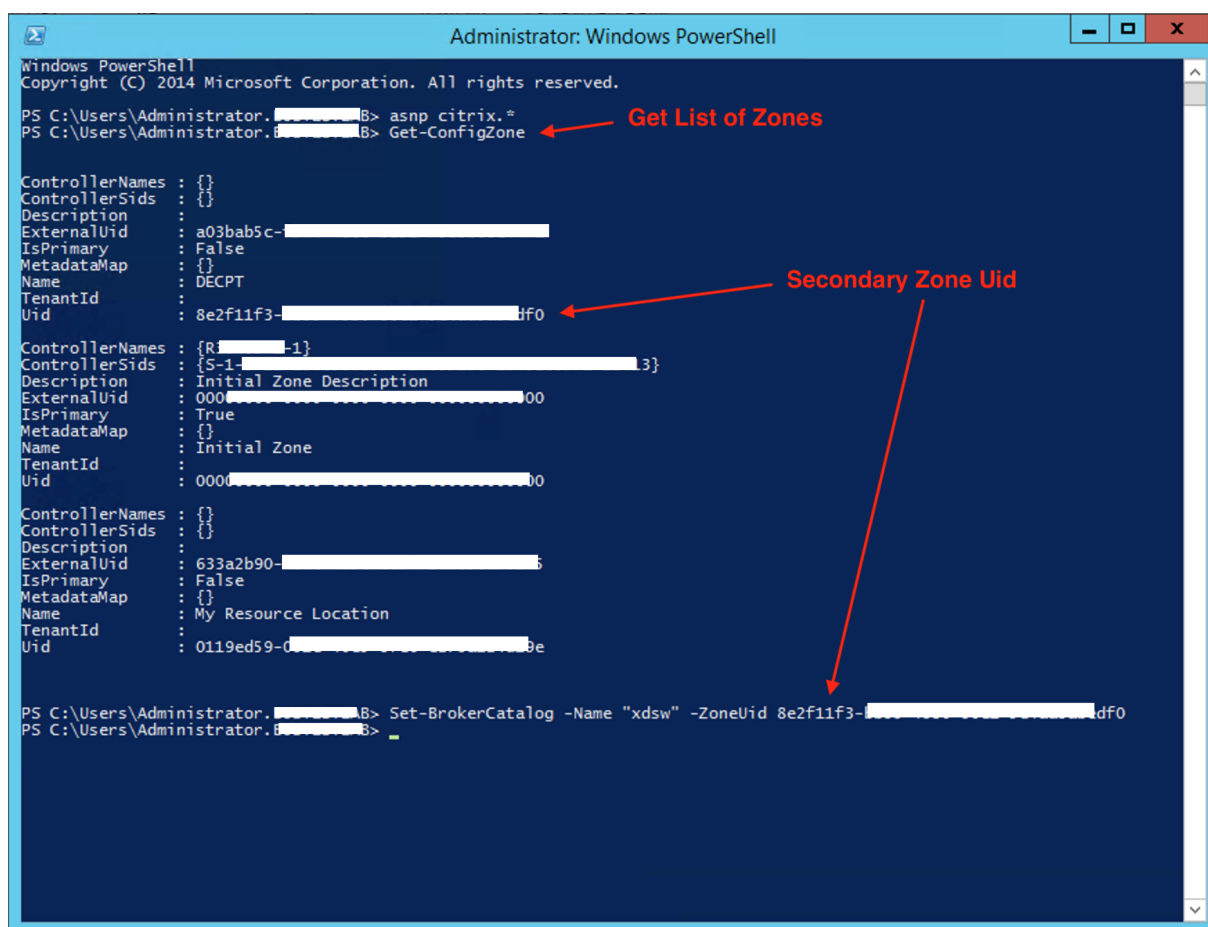 Administrator: Windows PowerShell
Windows PowerShell
Copyright (C) 2014 Microsoft Corporation. All rights reserved.
PS C:\Users\Administrator. B> asnp citrix.*
PS C:\Users\Administrator. B> Get-ConfigZone
Get List of Zones
ControllerNames : {}
ControllerSids : {}
Description :
ExternalUid : a03bab5c-
IsPrimary : False
MetadataMap : {}
Name : DECPT
TenantId :
Uid : 8e2f11f3- df0
Secondary Zone Uid
ControllerNames : {R -1}
ControllerSids : {S-1- 13}
Description : Initial Zone Description
ExternalUid : 000 00
IsPrimary : True
MetadataMap : {}
Name : Initial Zone
TenantId :
Uid : 000 00
ControllerNames : {}
ControllerSids : {}
Description :
ExternalUid : 633a2b90-
IsPrimary : False
MetadataMap : {}
Name : My Resource Location
TenantId :
Uid : 0119ed59- 9e
PS C:\Users\Administrator. B> Set-BrokerCatalog -Name "xdsw" -ZoneUid 8e2f11f3- df0
PS C:\Users\Administrator. B>